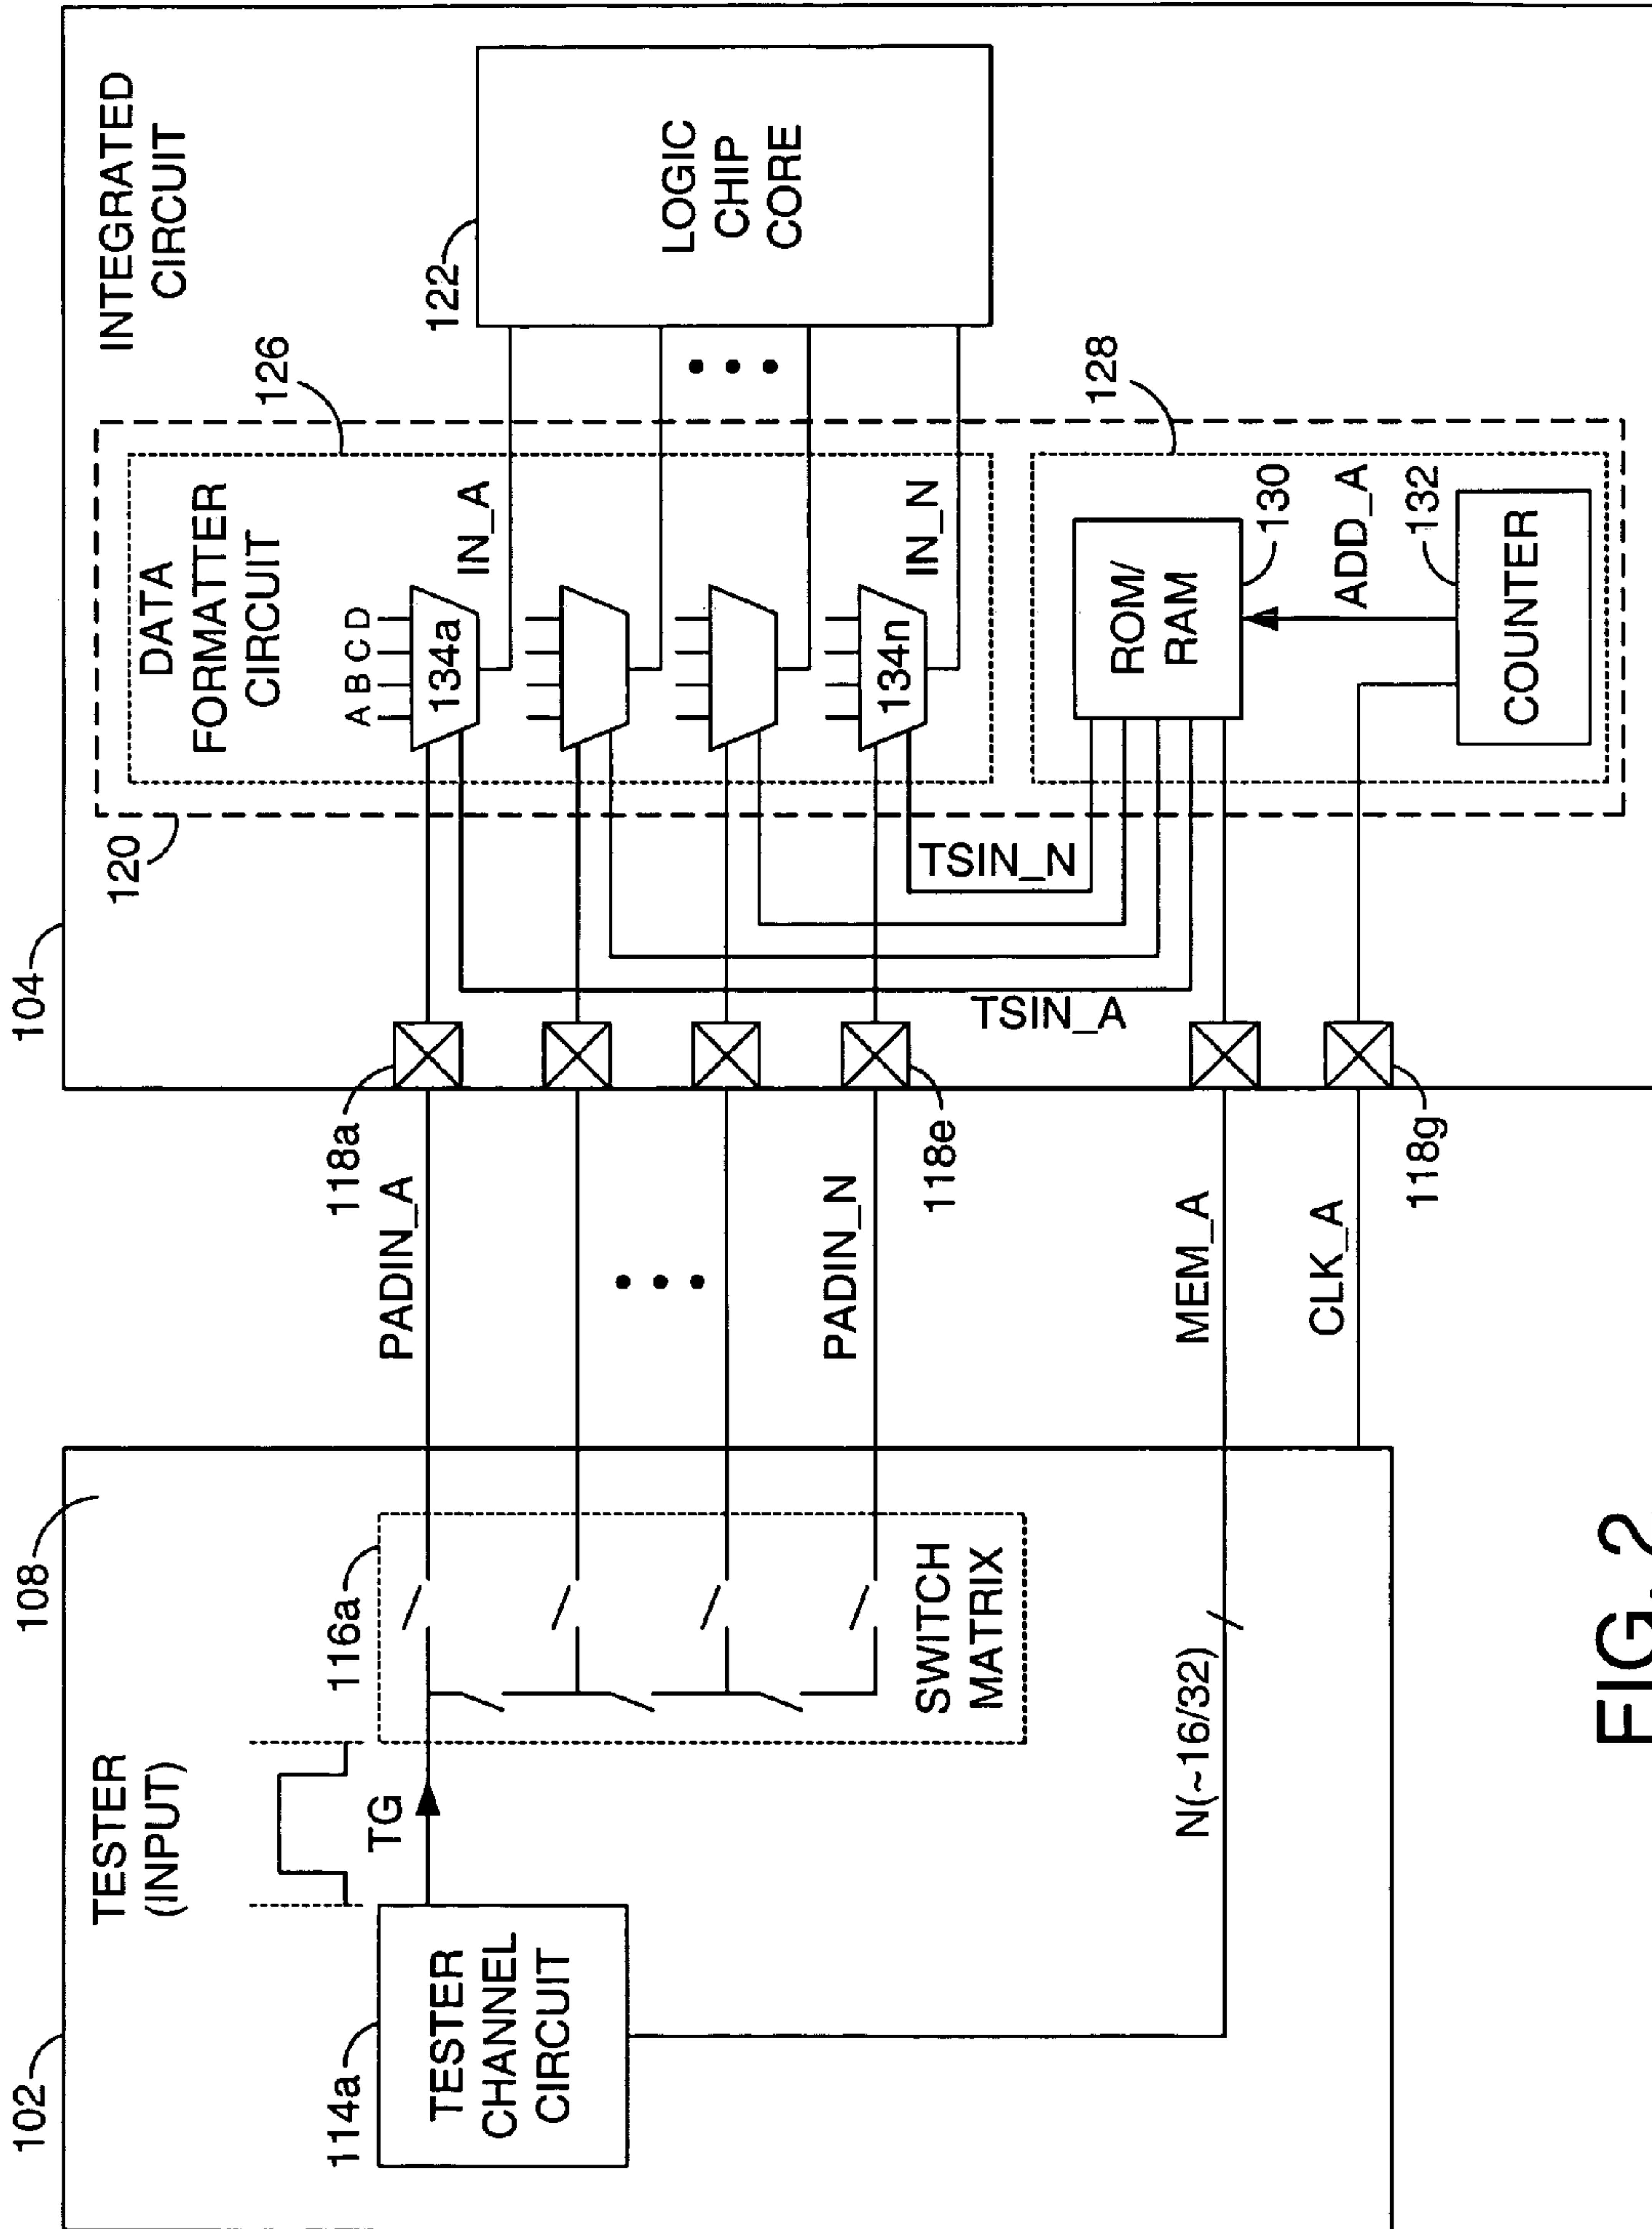 102
108
TESTER
(INPUT)
114a
TESTER
CHANNEL
CIRCUIT
TG
116a
SWITCH
MATRIX
N(~16/32)
PADIN_A
PADIN_N
MEM_A
CLK_A
118a
118e
118g
104
INTEGRATED
CIRCUIT
120
126
DATA
FORMATTER
CIRCUIT
A B C D
134a
IN_A
134n
IN_N
TSIN_N
TSIN_A
122
LOGIC
CHIP
CORE
128
ROM/
RAM
130
ADD_A
132
COUNTER
FIG. 2